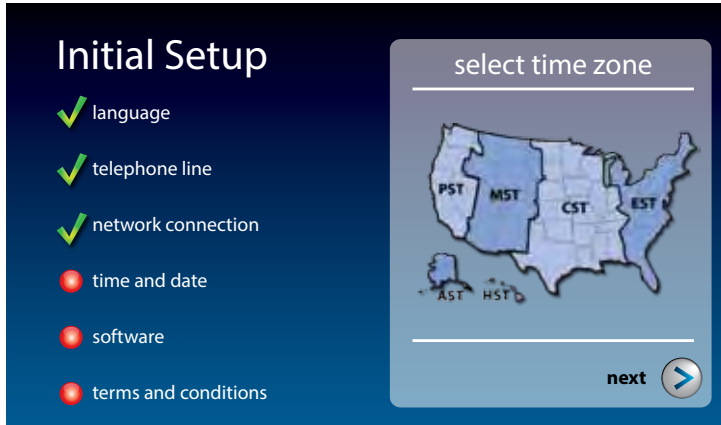 Initial Setup
language
telephone line
network connection
time and date
software
terms and conditions
select time zone
PST
MST
CST
EST
AST
HST
next